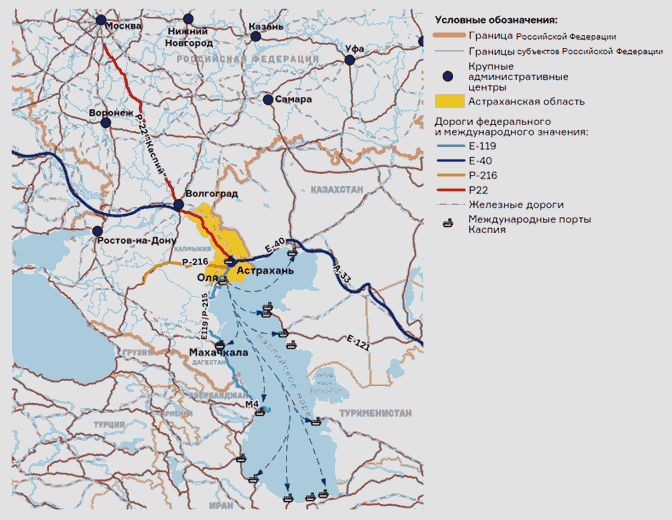 Москва
Нижний
Новгород
Казань
Уфа
РОССИЙСКАЯ ФЕДЕРАЦИЯ
Самара
Воронеж
Р-22 "Каспий"
Волгоград
КАЗАХСТАН
Ростов-на-Дону
КАЛМЫКИЯ
Е-40
Р-216
Астрахань
Оля
А-33
Е119/Р-215
Е-121
Махачкала
ДАГЕСТАН
ГРУЗИЯ
Каспийское море
АЗЕРБАЙДЖАН
М4
АРМЕНИЯ
ТУРЦИЯ
ТУРКМЕНИСТАН
ИРАН
Условные обозначения:
Граница Российской Федерации
Границы субъектов Российской Федерации
Крупные
административные
центры
Астраханская область
Дороги федерального
и международного значения:
Е-119
Е-40
Р-216
Р22
Железные дороги
Международные порты
Каспия